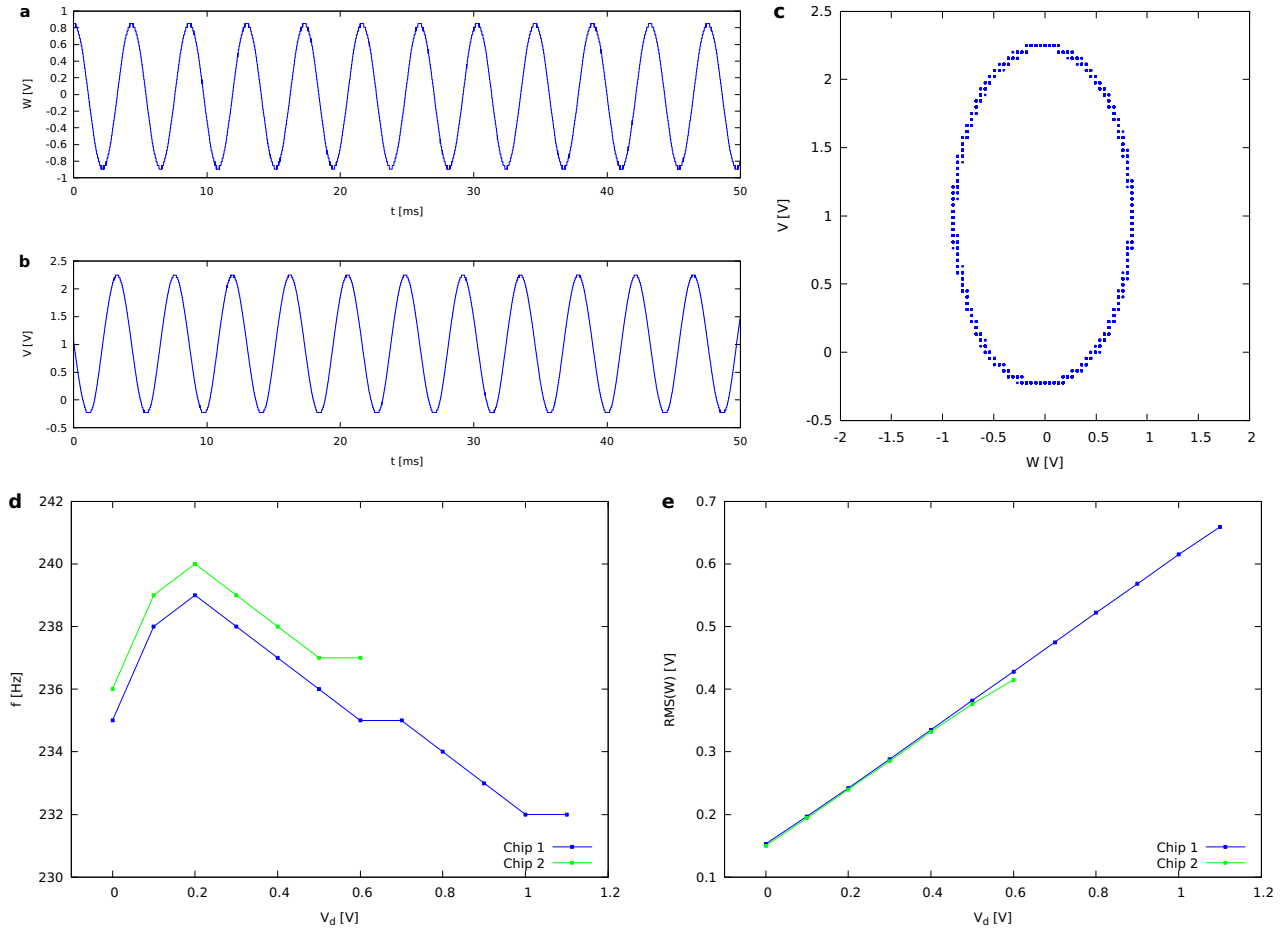 a
1
0.8
0.6
0.4
0.2
0
-0.2
-0.4
-0.6
-0.8
-1
W [V]
0 10 20 30 40 50
t [ms]
b
2.5
2
1.5
1
0.5
0
-0.5
V [V]
0 10 20 30 40 50
t [ms]
c
2.5
2
1.5
1
0.5
0
-0.5
V [V]
-2 -1.5 -1 -0.5 0 0.5 1 1.5 2
W [V]
d
242
240
238
236
234
232
230
f [Hz]
Chip 1
Chip 2
0 0.2 0.4 0.6 0.8 1 1.2
V_d [V]
e
0.7
0.6
0.5
0.4
0.3
0.2
0.1
RMS(W) [V]
Chip 1
Chip 2
0 0.2 0.4 0.6 0.8 1 1.2
V_d [V]